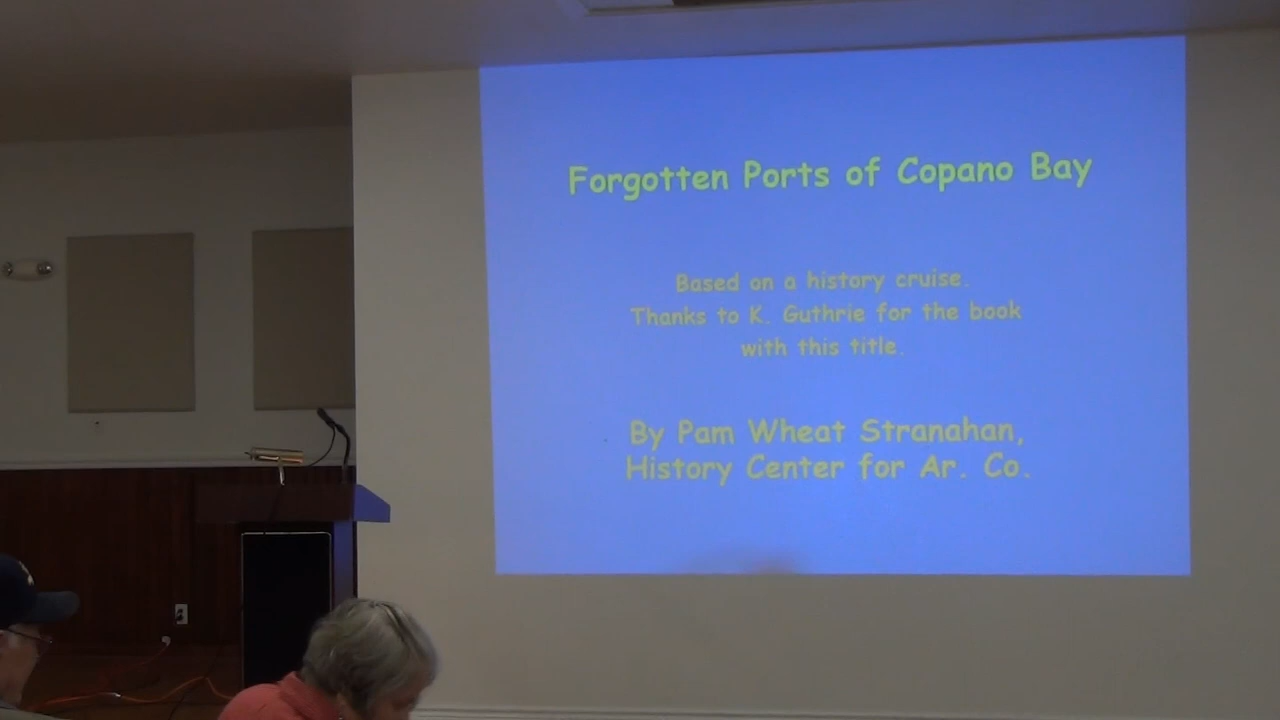 Forgotten Ports of Copano Bay
Based on a history cruise.
Thanks to K. Guthrie for the book
with this title.
By Pam Wheat Stranahan,
History Center for Ar. Co.